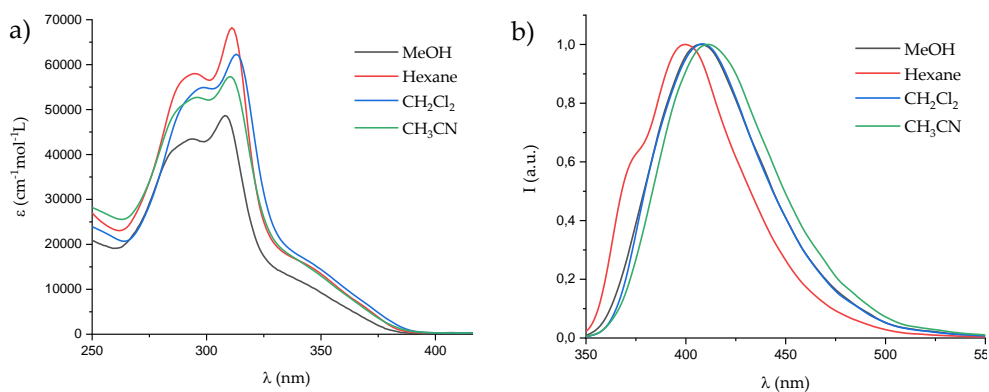 a)
ε (cm⁻¹mol⁻¹L)
70000
60000
50000
40000
30000
20000
10000
0
250
300
350
400
λ (nm)
MeOH
Hexane
CH₂Cl₂
CH₃CN
b)
I (a.u.)
1,0
0,8
0,6
0,4
0,2
0,0
350
400
450
500
550
λ (nm)
MeOH
Hexane
CH₂Cl₂
CH₃CN